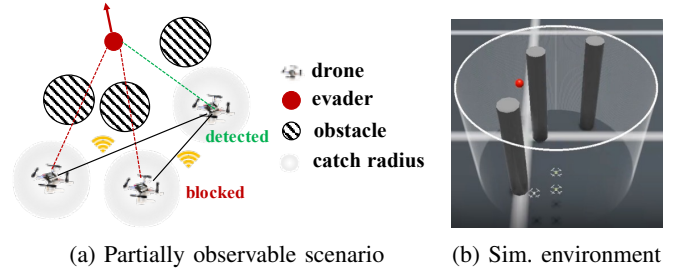 drone
evader
obstacle
detected
catch radius
blocked
(a) Partially observable scenario
(b) Sim. environment